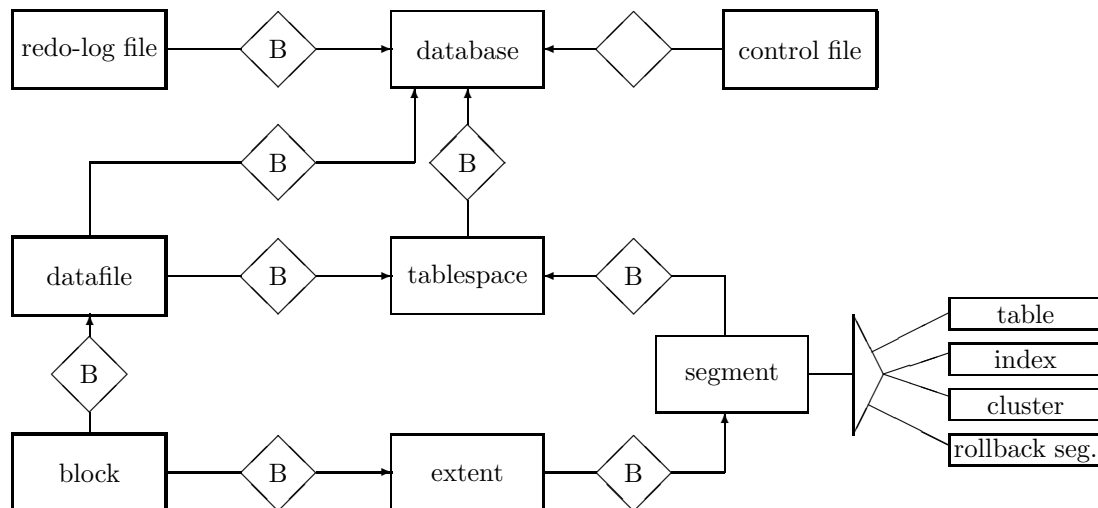 redo-log file
B
database
control file
B
B
datafile
B
tablespace
B
table
B
segment
index
cluster
block
B
extent
B
rollback seg.